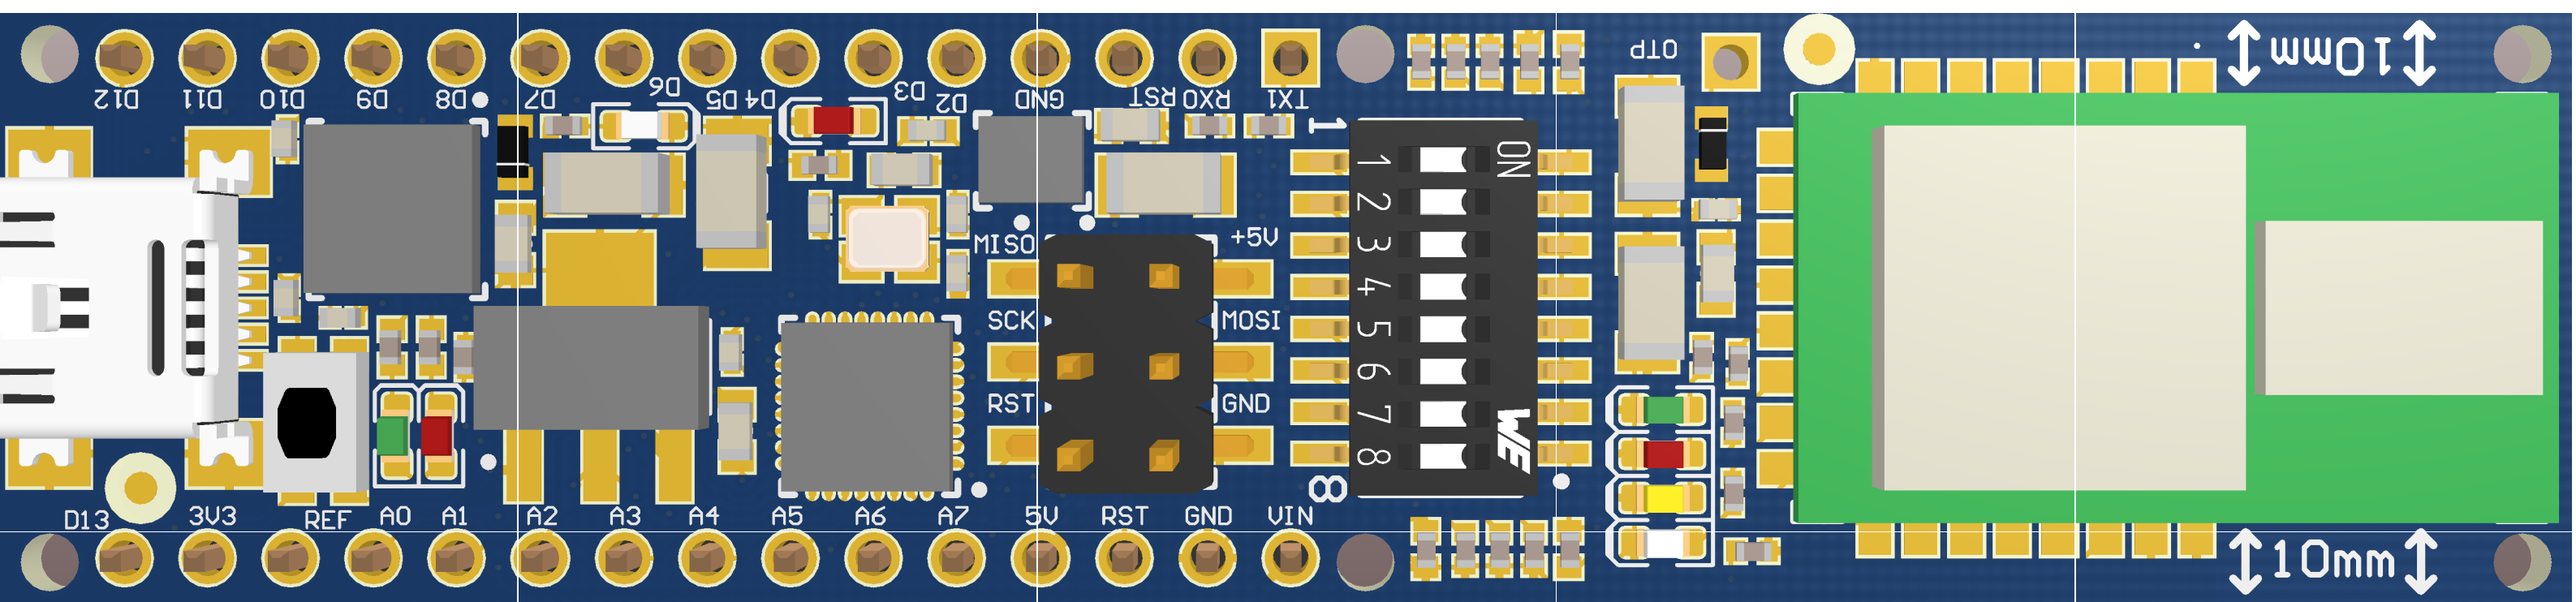 D12 D11 D10 D9 D8 D7 D6 D5 D4 D3 D2 GND RST RX0 TX1
OTP
10mm
1
ON
1
2
3
4
5
6
7
8
WE
8
MISO +5V
SCK MOSI
RST GND
D13 3V3 REF A0 A1 A2 A3 A4 A5 A6 A7 5V RST GND VIN
10mm